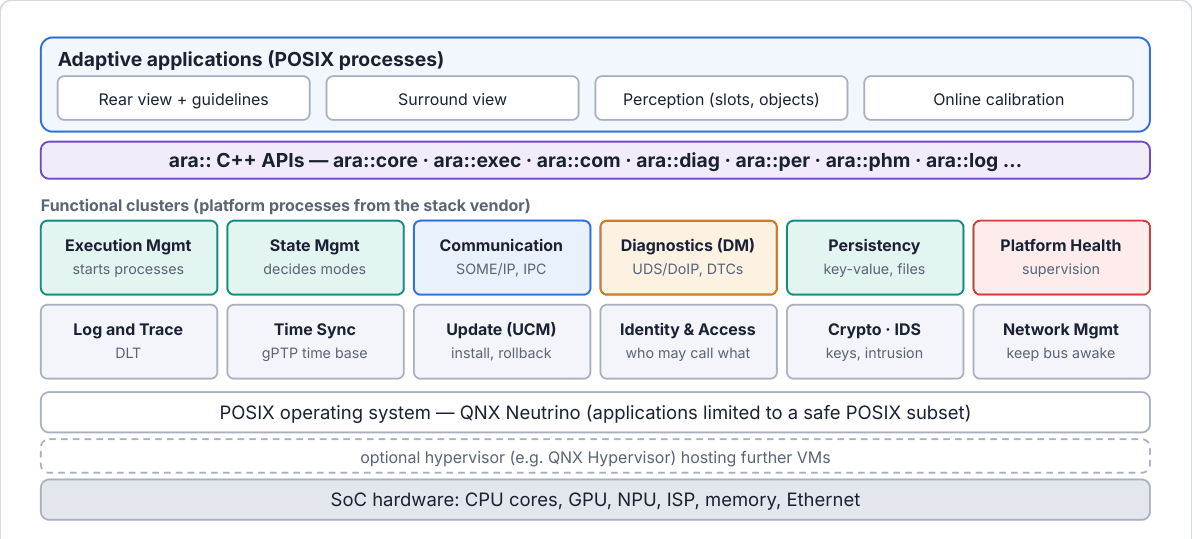 Adaptive applications (POSIX processes)
Rear view + guidelines
Surround view
Perception (slots, objects)
Online calibration
ara:: C++ APIs — ara::core · ara::exec · ara::com · ara::diag · ara::per · ara::phm · ara::log ...
Functional clusters (platform processes from the stack vendor)
Execution Mgmt
starts processes
State Mgmt
decides modes
Communication
SOME/IP, IPC
Diagnostics (DM)
UDS/DoIP, DTCs
Persistency
key-value, files
Platform Health
supervision
Log and Trace
DLT
Time Sync
gPTP time base
Update (UCM)
install, rollback
Identity & Access
who may call what
Crypto · IDS
keys, intrusion
Network Mgmt
keep bus awake
POSIX operating system — QNX Neutrino (applications limited to a safe POSIX subset)
optional hypervisor (e.g. QNX Hypervisor) hosting further VMs
SoC hardware: CPU cores, GPU, NPU, ISP, memory, Ethernet